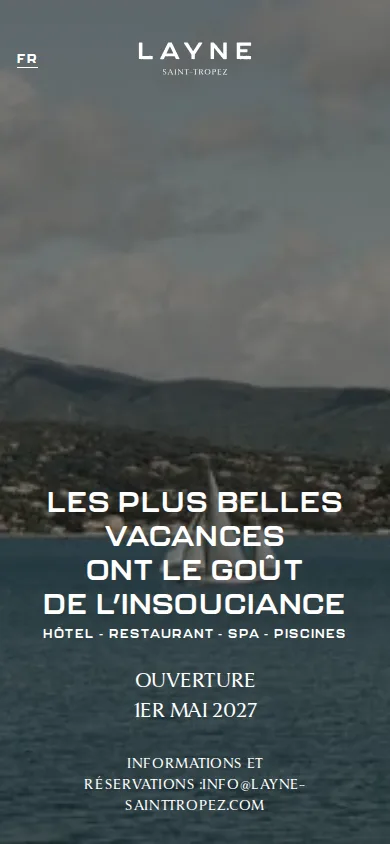 LAYNE
SAINT-TROPEZ
FR
LES PLUS BELLES
VACANCES
ONT LE GOÛT
DE L'INSOUCIANCE
HÔTEL - RESTAURANT - SPA - PISCINES
OUVERTURE
1ER MAI 2027
INFORMATIONS ET
RÉSERVATIONS :INFO@LAYNE-
SAINTTROPEZ.COM